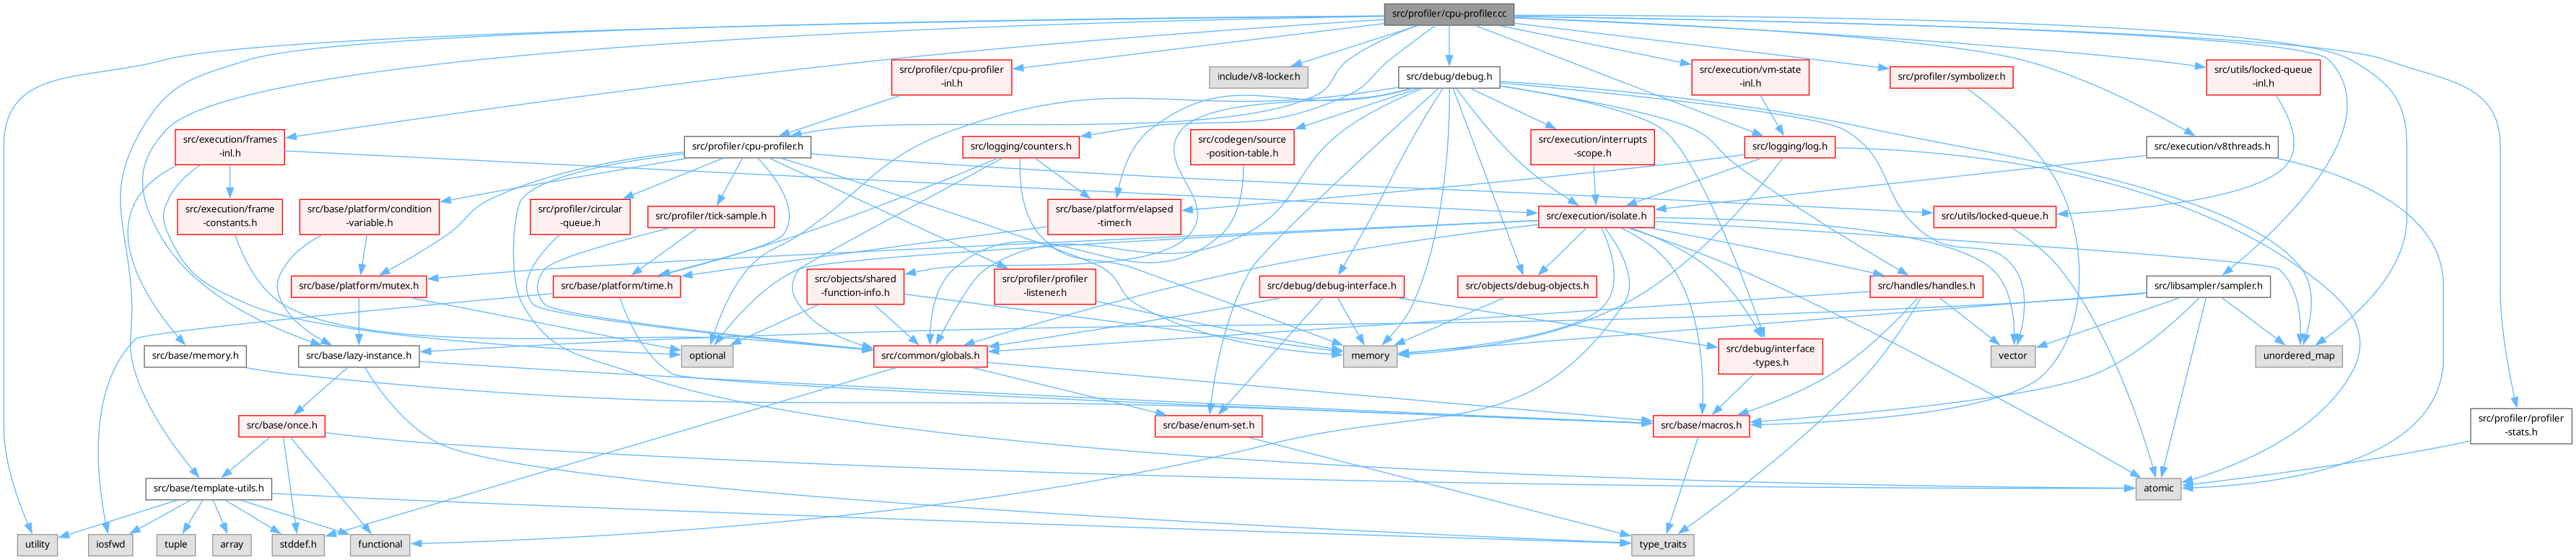 src/profiler/cpu-profiler.cc
src/profiler/cpu-profiler
-inl.h
include/v8-locker.h
src/debug/debug.h
src/execution/vm-state
-inl.h
src/profiler/symbolizer.h
src/utils/locked-queue
-inl.h
src/execution/frames
-inl.h
src/profiler/cpu-profiler.h
src/logging/counters.h
src/codegen/source
-position-table.h
src/execution/interrupts
-scope.h
src/logging/log.h
src/execution/v8threads.h
src/execution/frame
-constants.h
src/base/platform/condition
-variable.h
src/profiler/circular
-queue.h
src/profiler/tick-sample.h
src/base/platform/elapsed
-timer.h
src/execution/isolate.h
src/utils/locked-queue.h
src/base/platform/mutex.h
src/base/platform/time.h
src/objects/shared
-function-info.h
src/profiler/profiler
-listener.h
src/debug/debug-interface.h
src/objects/debug-objects.h
src/handles/handles.h
src/libsampler/sampler.h
src/base/memory.h
src/base/lazy-instance.h
optional
src/common/globals.h
memory
src/debug/interface
-types.h
vector
unordered_map
src/base/once.h
src/base/enum-set.h
src/base/macros.h
src/profiler/profiler
-stats.h
src/base/template-utils.h
atomic
utility
iosfwd
tuple
array
stddef.h
functional
type_traits